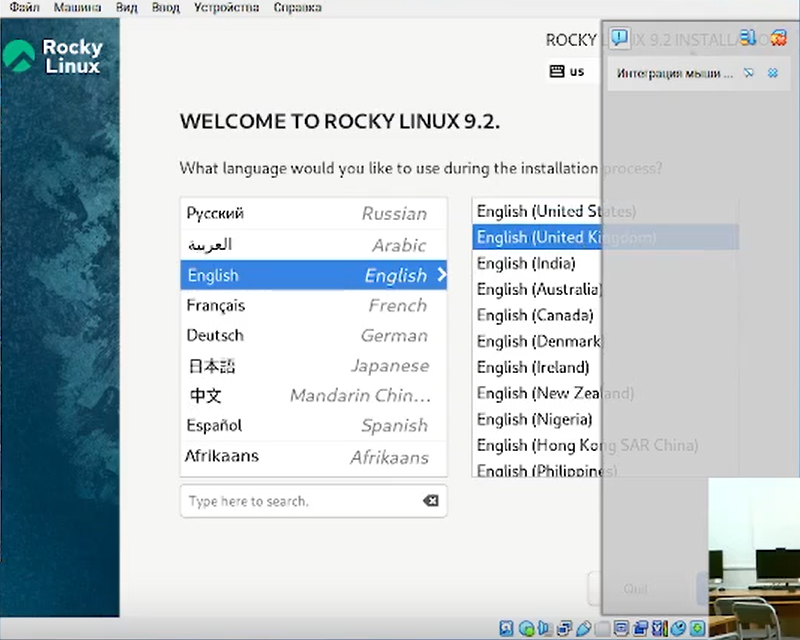 Файл Машина Вид Ввод Устройства Справка
Rocky
Linux
ROCKY LINUX 9.2 INSTALLATION
us
Интеграция мыши ...
WELCOME TO ROCKY LINUX 9.2.
What language would you like to use during the installation process?
Русский Russian
العربية Arabic
English English
Français French
Deutsch German
日本語 Japanese
中文 Mandarin Chin...
Español Spanish
Afrikaans Afrikaans
Type here to search.
English (United States)
English (United Kingdom)
English (India)
English (Australia)
English (Canada)
English (Denmark
English (Ireland)
English (New Zealand)
English (Nigeria)
English (Hong Kong SAR China)
English (Philippines)
Quit